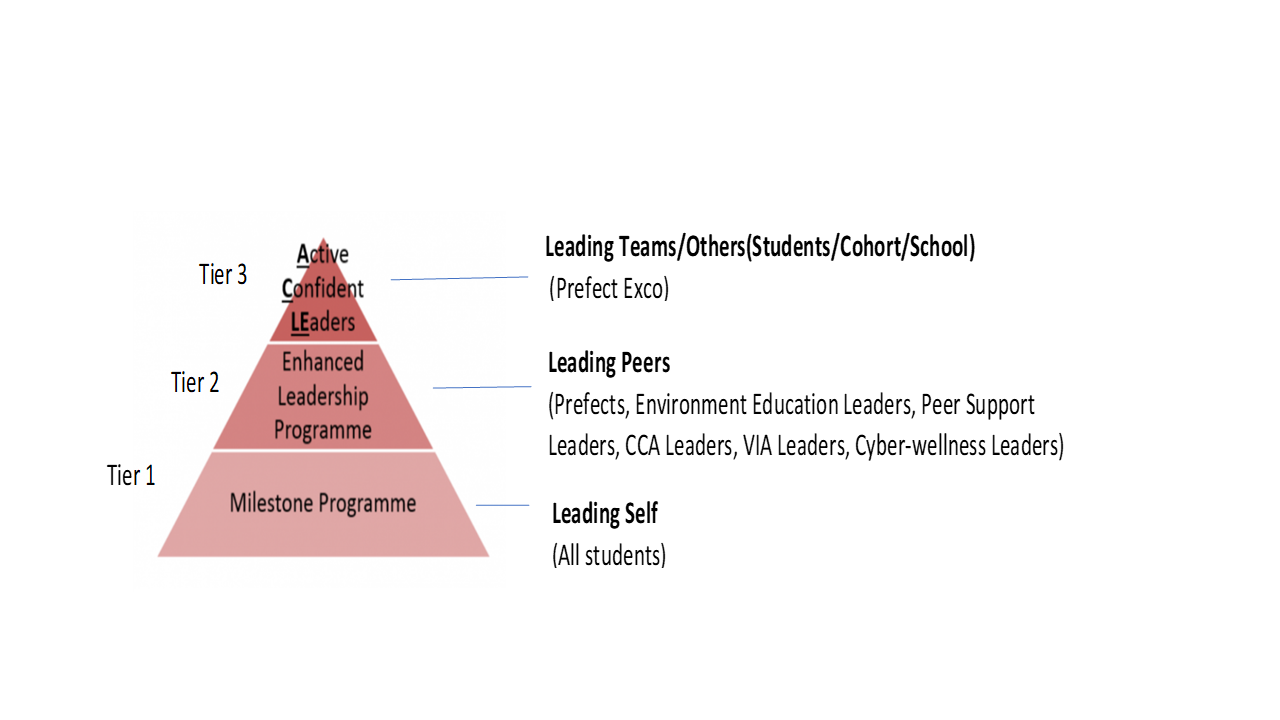 Leading Teams/Others(Students/Cohort/School)
Tier 3
Active
Confident
LEaders
(Prefect Exco)
Tier 2
Enhanced
Leadership
Programme
Leading Peers
(Prefects, Environment Education Leaders, Peer Support
Leaders, CCA Leaders, VIA Leaders, Cyber-wellness Leaders)
Tier 1
Milestone Programme
Leading Self
(All students)